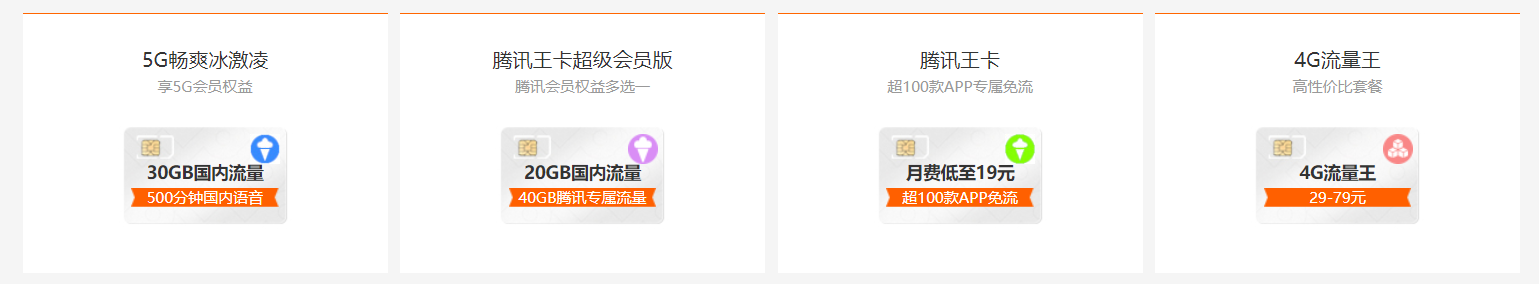 5G畅爽冰激凌
享5G会员权益
30GB国内流量
500分钟国内语音
腾讯王卡超级会员版
腾讯会员权益多选一
20GB国内流量
40GB腾讯专属流量
腾讯王卡
超100款APP专属免流
月费低至19元
超100款APP免流
4G流量王
高性价比套餐
4G流量王
29-79元